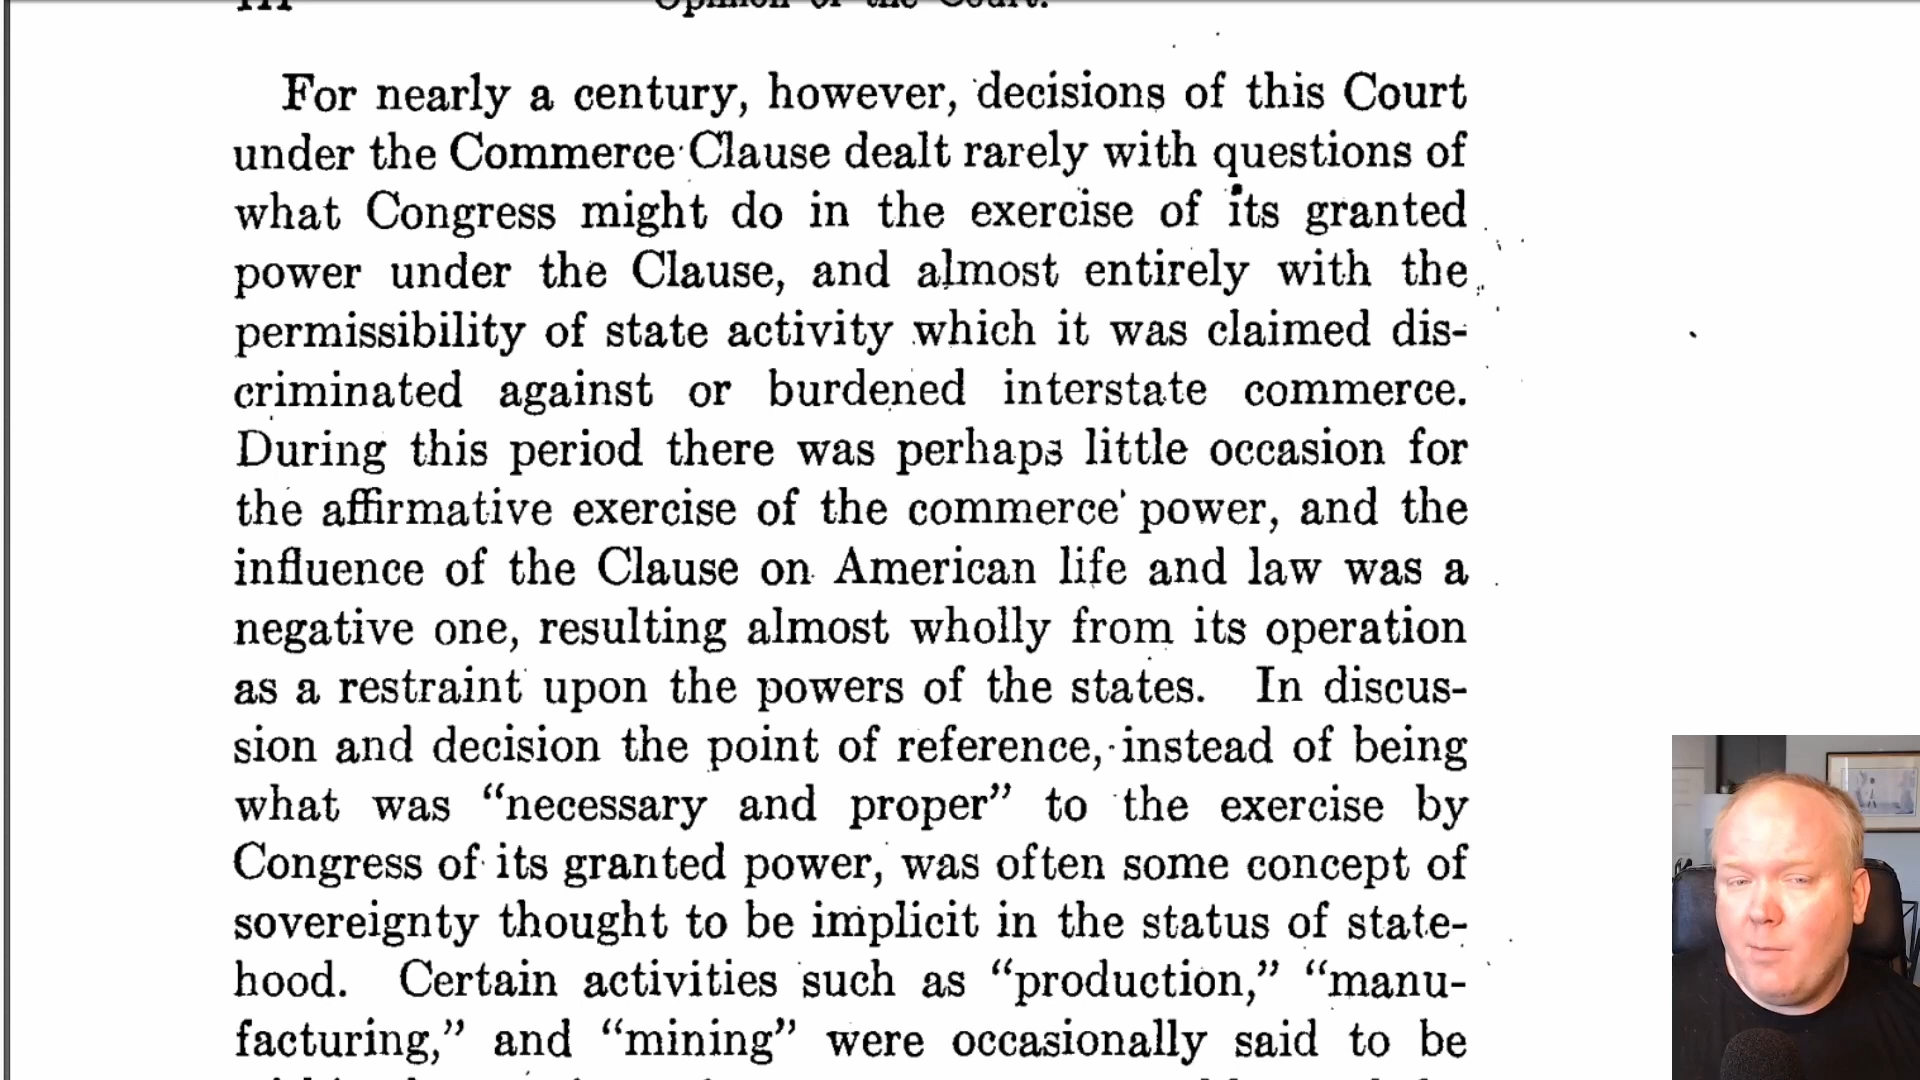 111 Opinion of the Court.
For nearly a century, however, decisions of this Court
under the Commerce Clause dealt rarely with questions of
what Congress might do in the exercise of its granted
power under the Clause, and almost entirely with the
permissibility of state activity which it was claimed dis-
criminated against or burdened interstate commerce.
During this period there was perhaps little occasion for
the affirmative exercise of the commerce power, and the
influence of the Clause on American life and law was a
negative one, resulting almost wholly from its operation
as a restraint upon the powers of the states. In discus-
sion and decision the point of reference, instead of being
what was “necessary and proper” to the exercise by
Congress of its granted power, was often some concept of
sovereignty thought to be implicit in the status of state-
hood. Certain activities such as “production,” “manu-
facturing,” and “mining” were occasionally said to be